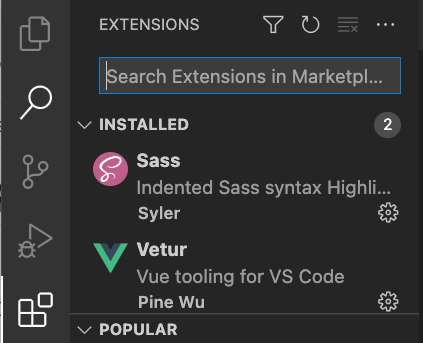 EXTENSIONS
Search Extensions in Marketpl...
INSTALLED
2
Sass
Indented Sass syntax Highli...
Syler
Vetur
Vue tooling for VS Code
Pine Wu
POPULAR